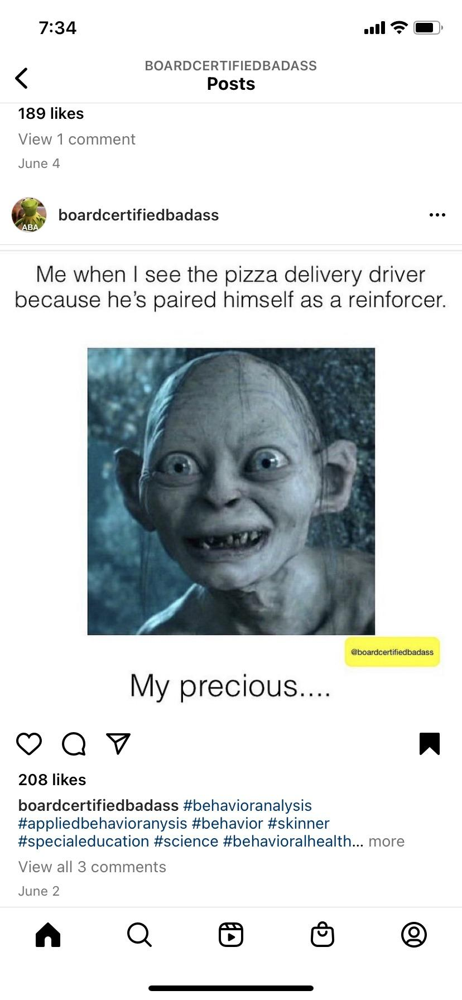 7:34
BOARDCERTIFIEDBADASS
Posts
189 likes
View 1 comment
June 4
ABA
boardcertifiedbadass
Me when I see the pizza delivery driver
because he's paired himself as a reinforcer.
@boardcertifiedbadass
My precious....
208 likes
boardcertifiedbadass #behavioranalysis
#appliedbehavioranysis #behavior #skinner
#specialeducation #science #behavioralhealth... more
View all 3 comments
June 2